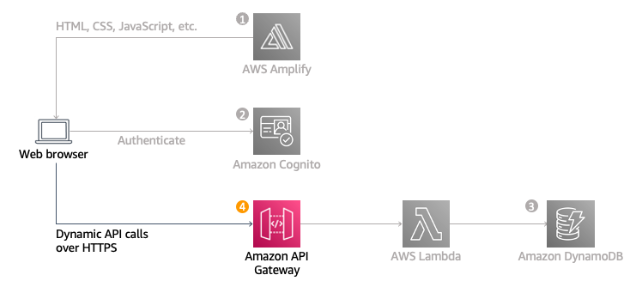 HTML, CSS, JavaScript, etc.
1
AWS Amplify
2
Authenticate
Web browser
Amazon Cognito
4
3
Dynamic API calls
over HTTPS
</>
Amazon API
Gateway
AWS Lambda
Amazon DynamoDB